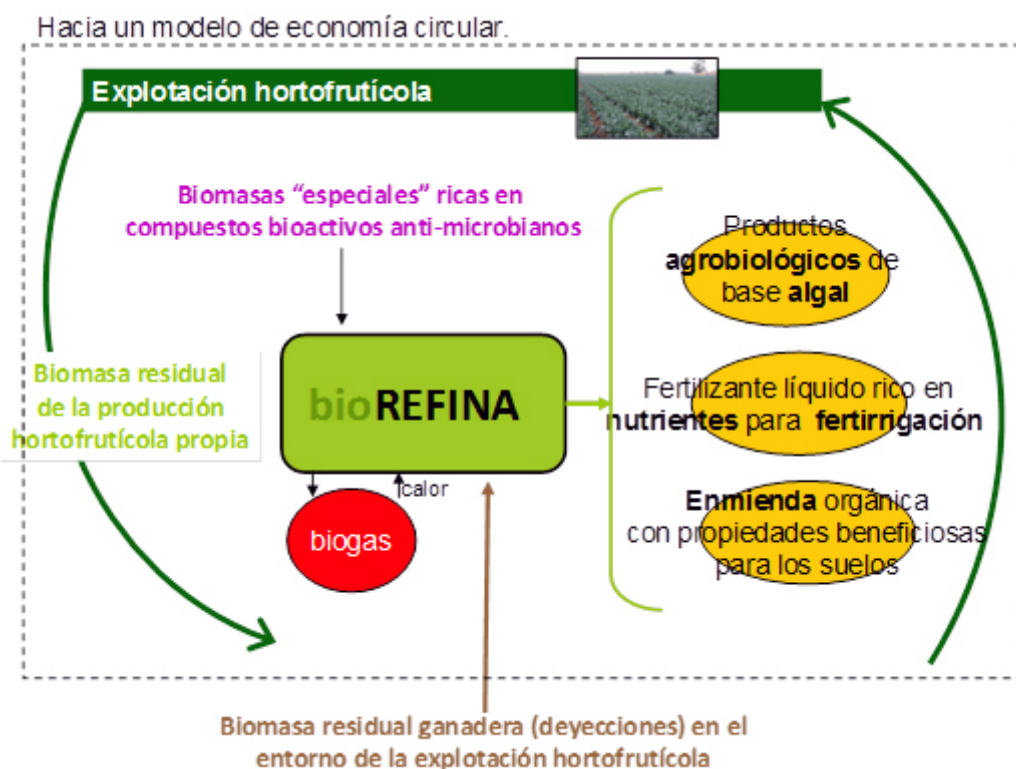 Hacia un modelo de economía circular.
Explotación hortofrutícola
Biomasas “especiales” ricas en
compuestos bioactivos anti-microbianos
Productos
agrobiológicos de
base algal
Biomasa residual
de la producción
hortofrutícola propia
bioREFINA
Fertilizante líquido rico en
nutrientes para fertirrigación
calor
biogas
Enmienda orgánica
con propiedades beneficiosas
para los suelos
Biomasa residual ganadera (deyecciones) en el
entorno de la explotación hortofrutícola